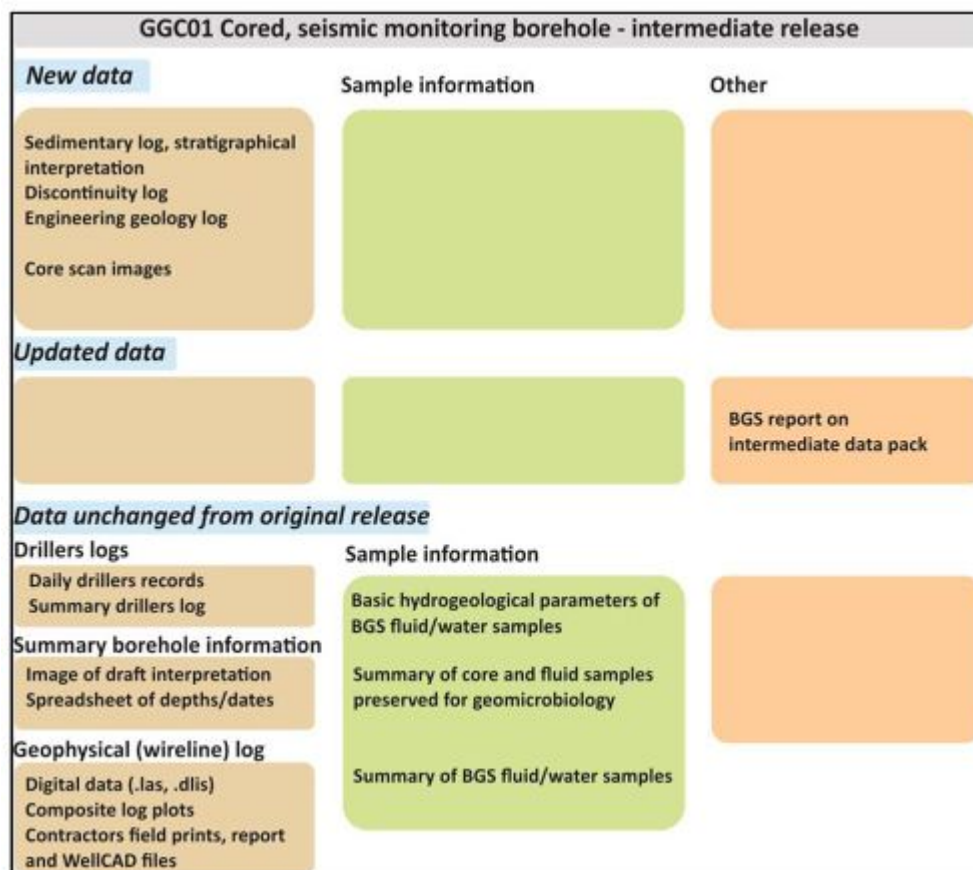 GGC01 Cored, seismic monitoring borehole - intermediate release
New data
Sample information
Other
Sedimentary log, stratigraphical
interpretation
Discontinuity log
Engineering geology log
Core scan images
Updated data
BGS report on
intermediate data pack
Data unchanged from original release
Drillers logs
Daily drillers records
Summary drillers log
Summary borehole information
Image of draft interpretation
Spreadsheet of depths/dates
Geophysical (wireline) log
Digital data (.las, .dlis)
Composite log plots
Contractors field prints, report
and WellCAD files
Sample information
Basic hydrogeological parameters of
BGS fluid/water samples
Summary of core and fluid samples
preserved for geomicrobiology
Summary of BGS fluid/water samples